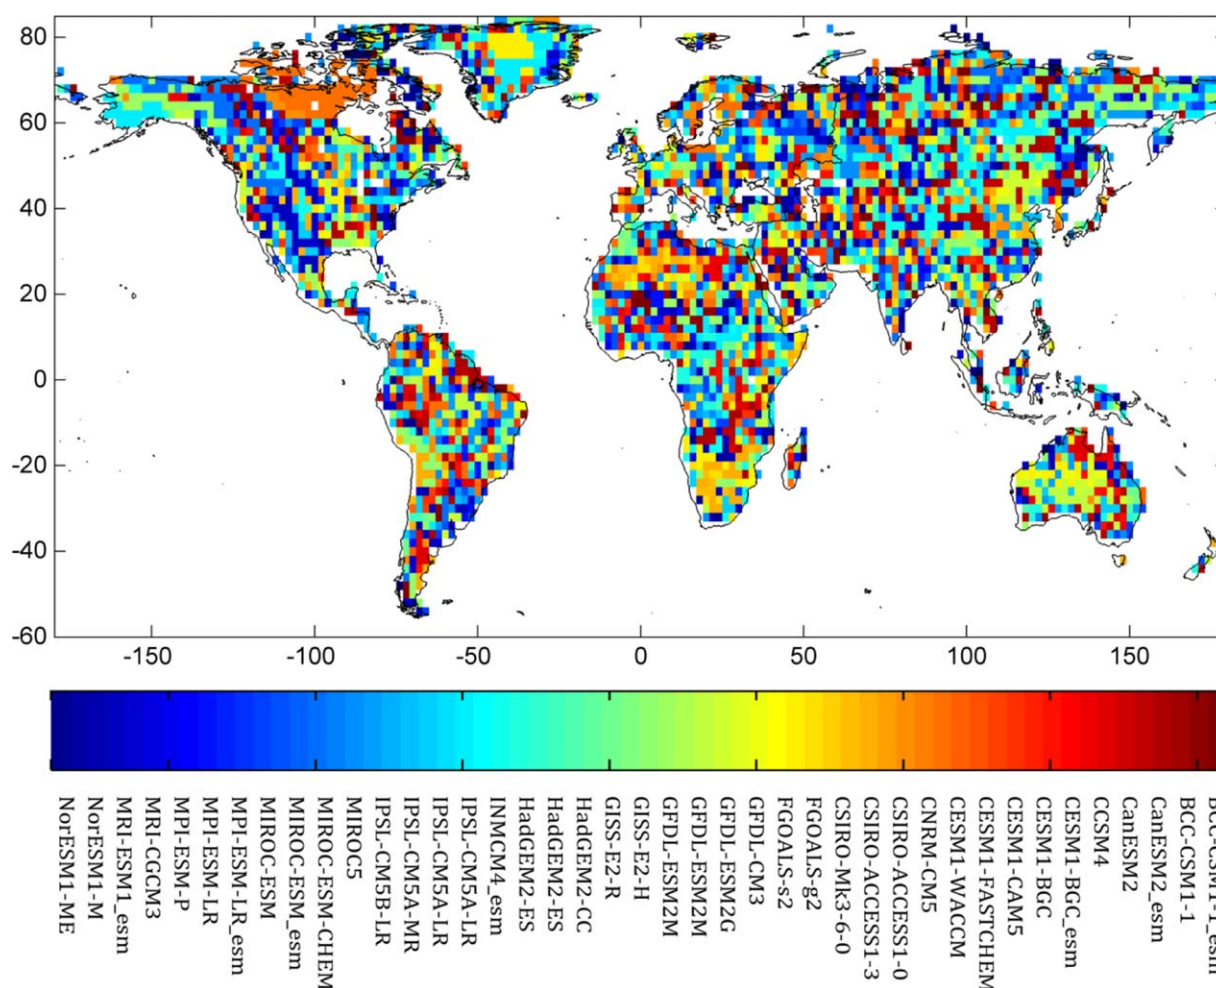 80
60
40
20
0
-20
-40
-60
-150
-100
-50
0
50
100
150
NorESM1-ME
NorESM1-M
MRI-ESM1_esm
MRI-CGCM3
MPI-ESM-P
MPI-ESM-LR
MPI-ESM-LR_esm
MIROC-ESM
MIROC-ESM_esm
MIROC-ESM-CHEM
MIROC5
IPSL-CM5B-LR
IPSL-CM5A-MR
IPSL-CM5A-LR
IPSL-CM5A-LR
INMCM4_esm
HadGEM2-ES
HadGEM2-ES
HadGEM2-CC
GISS-E2-R
GISS-E2-H
GFDL-ESM2M
GFDL-ESM2M
GFDL-ESM2G
GFDL-CM3
FGOALS-s2
FGOALS-g2
CSIRO-Mk3-6-0
CSIRO-ACCESS1-3
CSIRO-ACCESS1-0
CNRM-CM5
CESM1-WACCM
CESM1-FASTCHEM
CESM1-CAM5
CESM1-BGC
CESM1-BGC_esm
CCSM4
CanESM2
CanESM2_esm
BCC-CSM1-1
BCC-CSM1-1_esm